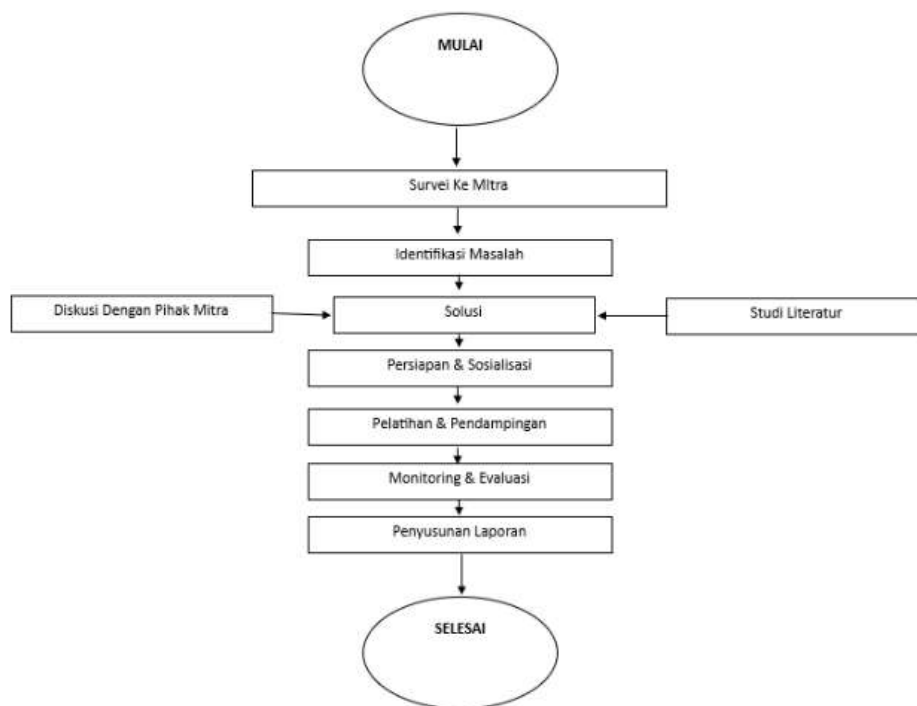 MULAI
Survei Ke Mitra
Identifikasi Masalah
Diskusi Dengan Pihak Mitra
Solusi
Studi Literatur
Persiapan & Sosialisasi
Pelatihan & Pendampingan
Monitoring & Evaluasi
Penyusunan Laporan
SELESAI